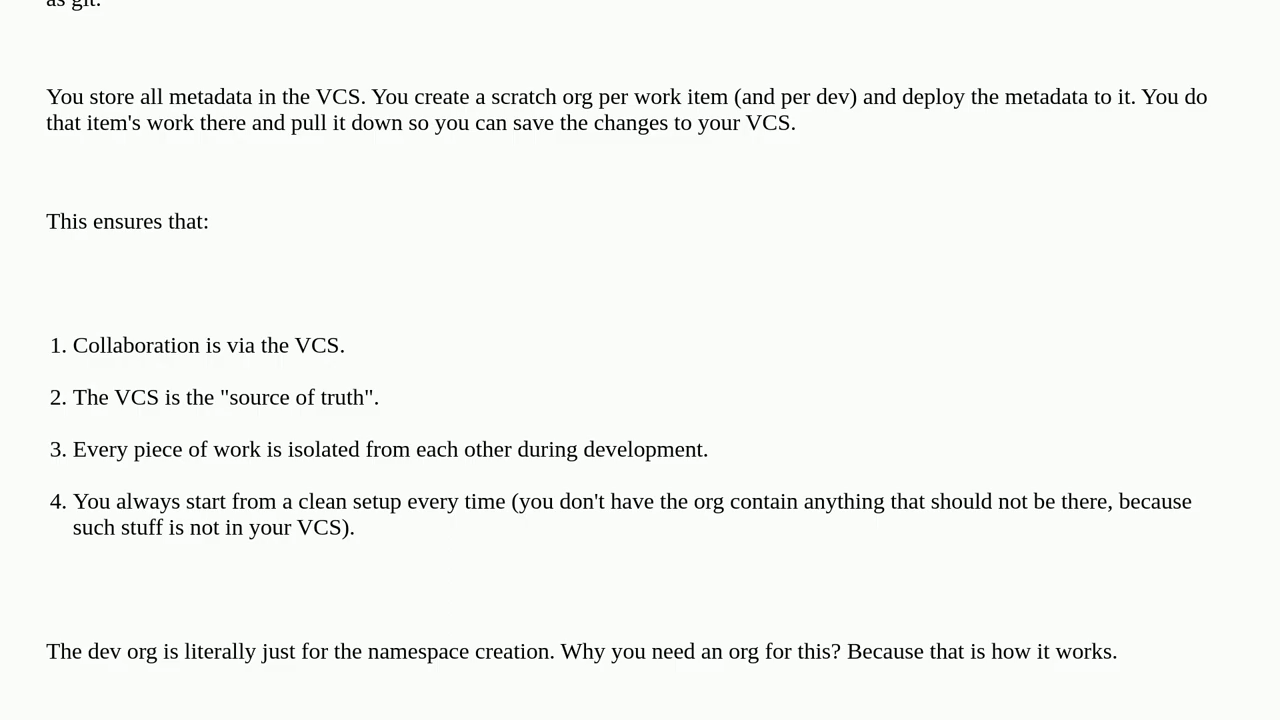 as git.
You store all metadata in the VCS. You create a scratch org per work item (and per dev) and deploy the metadata to it. You do
that item's work there and pull it down so you can save the changes to your VCS.
This ensures that:
1. Collaboration is via the VCS.
2. The VCS is the "source of truth".
3. Every piece of work is isolated from each other during development.
4. You always start from a clean setup every time (you don't have the org contain anything that should not be there, because
such stuff is not in your VCS).
The dev org is literally just for the namespace creation. Why you need an org for this? Because that is how it works.